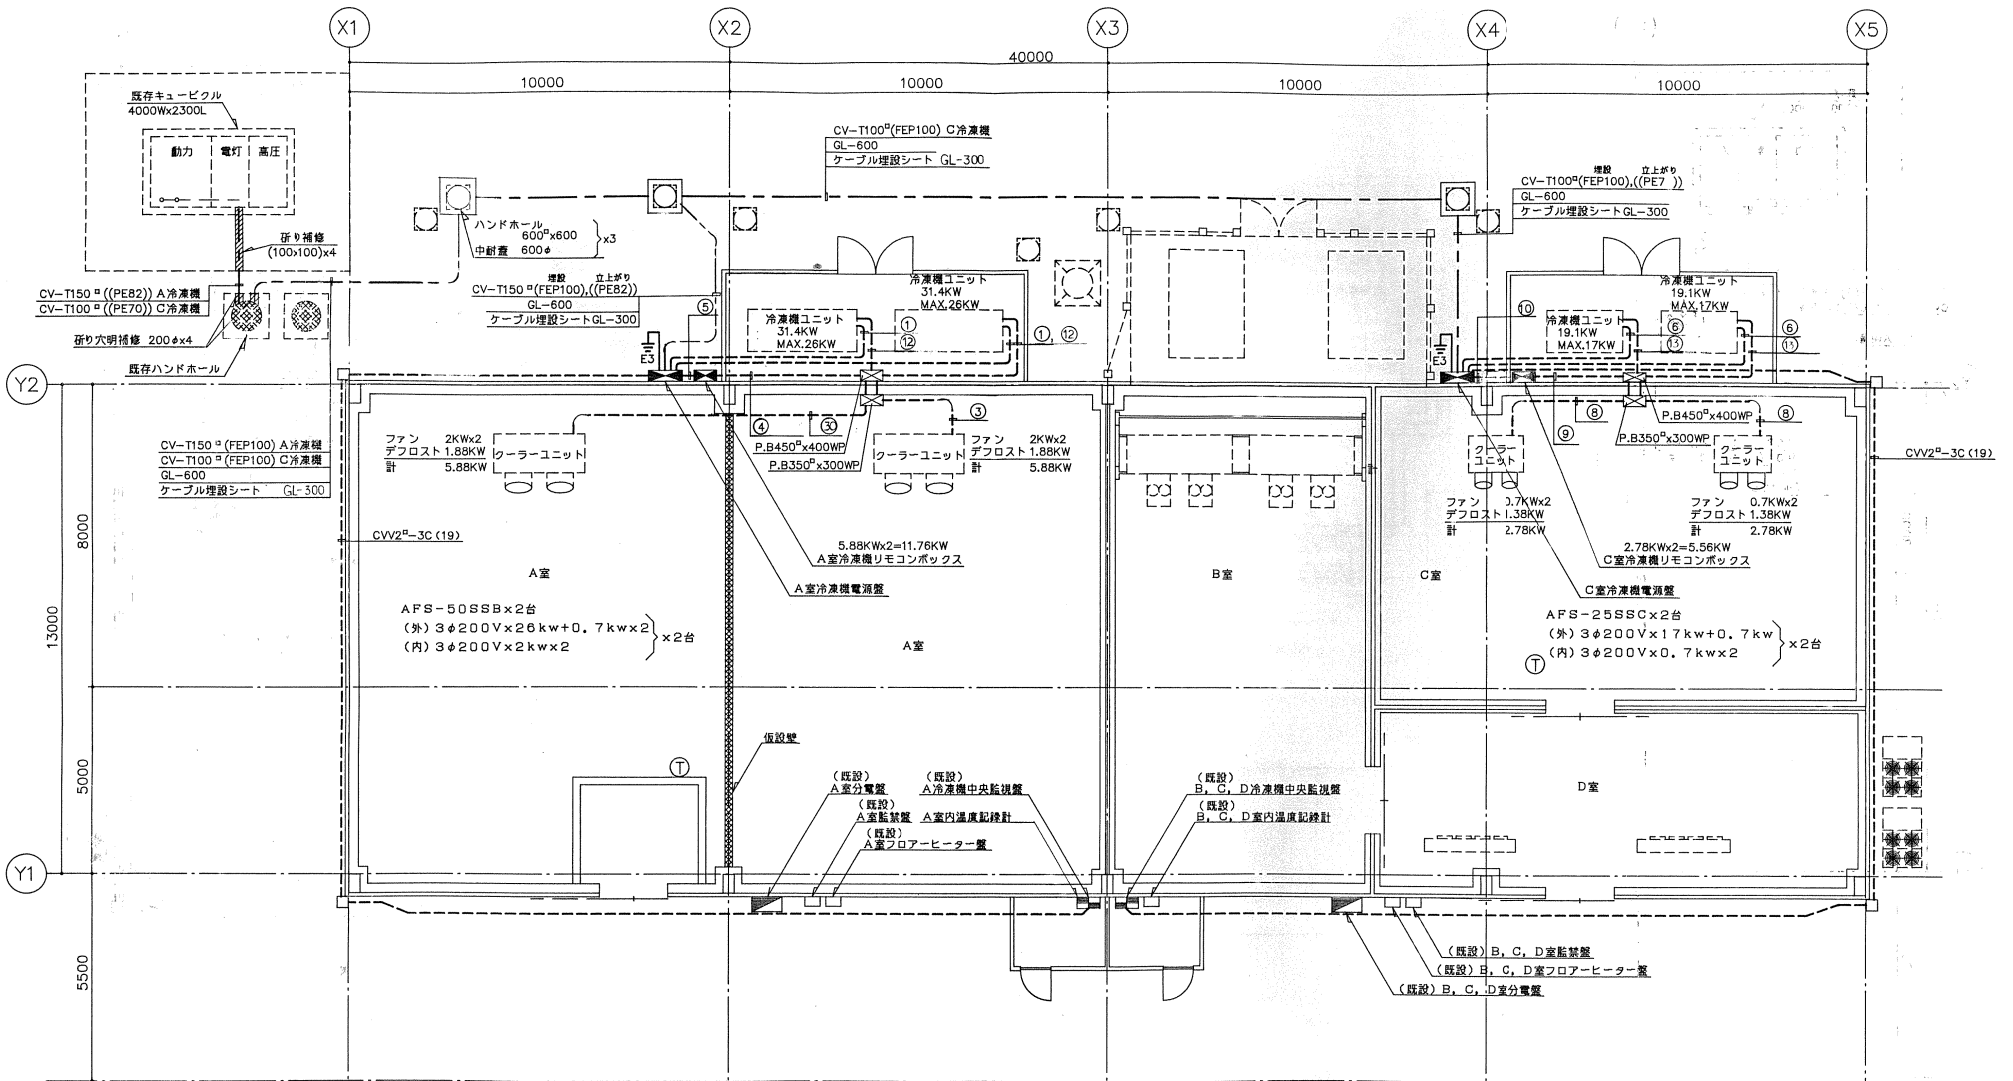 X1
X2
X3
X4
X5
40000
10000
10000
10000
10000
既存キュービクル
4000Wx2300L
動力
電灯
高圧
斫り補修
(100x100)x4
CV-T150□((PE82)) A冷凍機
CV-T100□((PE70)) C冷凍機
斫り穴明補修 200φx4
既存ハンドホール
ハンドホール
600□x600
中耐蓋 600φ
x3
CV-T100□(FEP100) C冷凍機
GL-600
ケーブル埋設シート GL-300
埋設 立上がり
CV-T150□(FEP100),((PE82))
GL-600
ケーブル埋設シートGL-300
埋設 立上がり
CV-T100□(FEP100),((PE7 ))
GL-600
ケーブル埋設シートGL-300
冷凍機ユニット
31.4KW
MAX.26KW
冷凍機ユニット
31.4KW
MAX.26KW
冷凍機ユニット
19.1KW
MAX.17KW
冷凍機ユニット
19.1KW
MAX.17KW
⑤
①
⑫
①, ⑫
⑩
⑥
⑬
⑥
⑬
E3
E3
Y2
CV-T150□(FEP100) A冷凍機
CV-T100□(FEP100) C冷凍機
GL-600
ケーブル埋設シート GL-300
④
㉚
③
P.B450□x400WP
P.B350□x300WP
⑨
⑧
⑧
P.B450□x400WP
P.B350□x300WP
ファン 2KWx2
デフロスト 1.88KW
計 5.88KW
クーラーユニット
クーラーユニット
ファン 2KWx2
デフロスト 1.88KW
計 5.88KW
クーラー
ユニット
クーラー
ユニット
ファン 0.7KWx2
デフロスト 1.38KW
計 2.78KW
ファン 0.7KWx2
デフロスト 1.38KW
計 2.78KW
CVV2□-3C(19)
CVV2□-3C(19)
5.88KWx2=11.76KW
A室冷凍機リモコンボックス
A室冷凍機電源盤
2.78KWx2=5.56KW
C室冷凍機リモコンボックス
C室冷凍機電源盤
A室
A室
B室
C室
D室
AFS-50SSBx2台
(外) 3φ200Vx26kw+0.7kwx2
(内) 3φ200Vx2kwx2
x2台
AFS-25SSCx2台
(外) 3φ200Vx17kw+0.7kw
(内) 3φ200Vx0.7kwx2
x2台
T
T
8000
13000
5000
5500
仮設壁
(既設)
A室分電盤
(既設)
A室監禁盤
(既設)
A室フロアーヒーター盤
(既設)
A冷凍機中央監視盤
A室内温度記録計
(既設)
B, C, D冷凍機中央監視盤
(既設)
B, C, D室内温度記録計
Y1
(既設) B, C, D室監禁盤
(既設) B, C, D室フロアーヒーター盤
(既設) B, C, D室分電盤